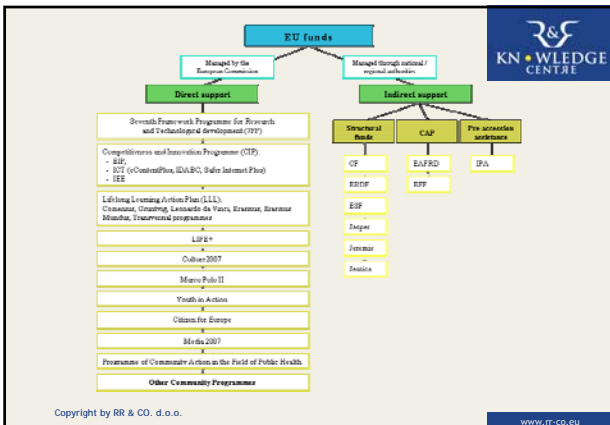 EU funds
R&R
KN•WLEDGE
CENTRE
Managed by the
European Commission
Managed through national /
regional authorities
Direct support
Indirect support
Seventh Framework Programme for Research
and Technological development (7FP)
Competitiveness and Innovation Programme (CIP):
- EIP,
- ICT (eContentPlus, IDABC, Safer Internet Plus)
- IEE
Lifelong Learning Action Plan (LLL):
Comenius, Grundtvig, Leonardo da Vinci, Erasmus, Erasmus
Mundus, Transversal programmes
LIFE+
Culture2007
Marco Polo II
Youth in Action
Citizen for Europe
Media 2007
Programme of Community Action in the Field of Public Health
Other Community Programmes
Structural
funds
CF
ERDF
ESF
Jasper
Jeremie
Jessica
CAP
EAFRD
EFF
Pre accession
assistance
IPA
Copyright by RR & CO. d.o.o.
www.rr-co.eu